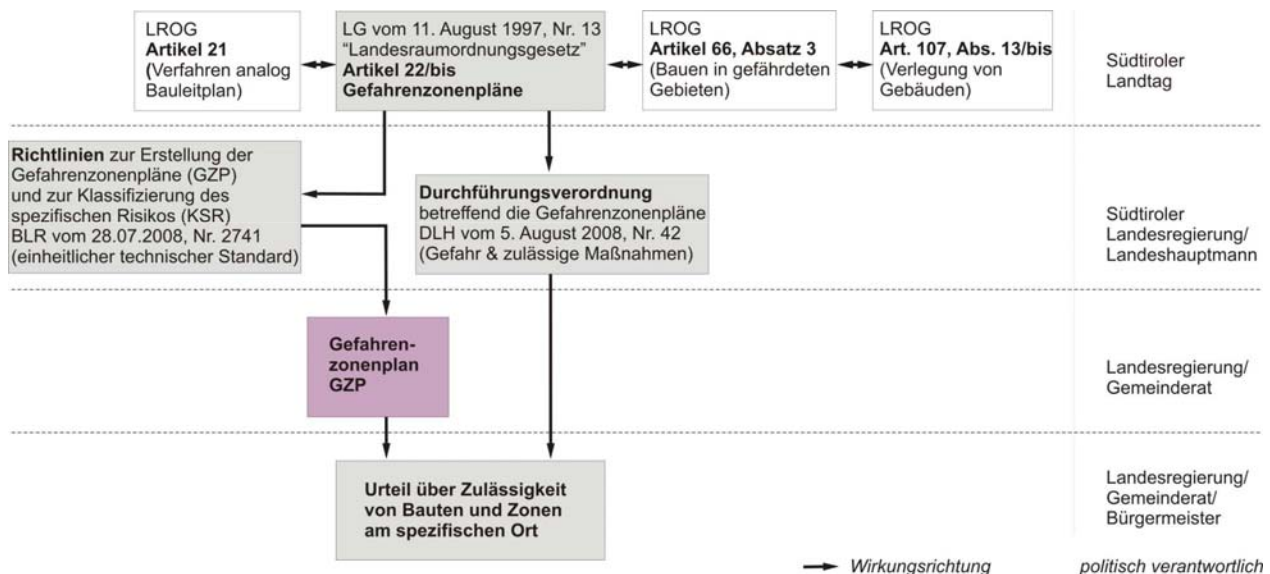 LROG
Artikel 21
(Verfahren analog
Bauleitplan)
LG vom 11. August 1997, Nr. 13
“Landesraumordnungsgesetz”
Artikel 22/bis
Gefahrenzonenpläne
LROG
Artikel 66, Absatz 3
(Bauen in gefährdeten
Gebieten)
LROG
Art. 107, Abs. 13/bis
(Verlegung von
Gebäuden)
Südtiroler
Landtag
Richtlinien zur Erstellung der
Gefahrenzonenpläne (GZP)
und zur Klassifizierung des
spezifischen Risikos (KSR)
BLR vom 28.07.2008, Nr. 2741
(einheitlicher technischer Standard)
Durchführungsverordnung
betreffend die Gefahrenzonenpläne
DLH vom 5. August 2008, Nr. 42
(Gefahr & zulässige Maßnahmen)
Südtiroler
Landesregierung/
Landeshauptmann
Gefahren-
zonenplan
GZP
Landesregierung/
Gemeinderat
Urteil über Zulässigkeit
von Bauten und Zonen
am spezifischen Ort
Landesregierung/
Gemeinderat/
Bürgermeister
Wirkungsrichtung
politisch verantwortlich